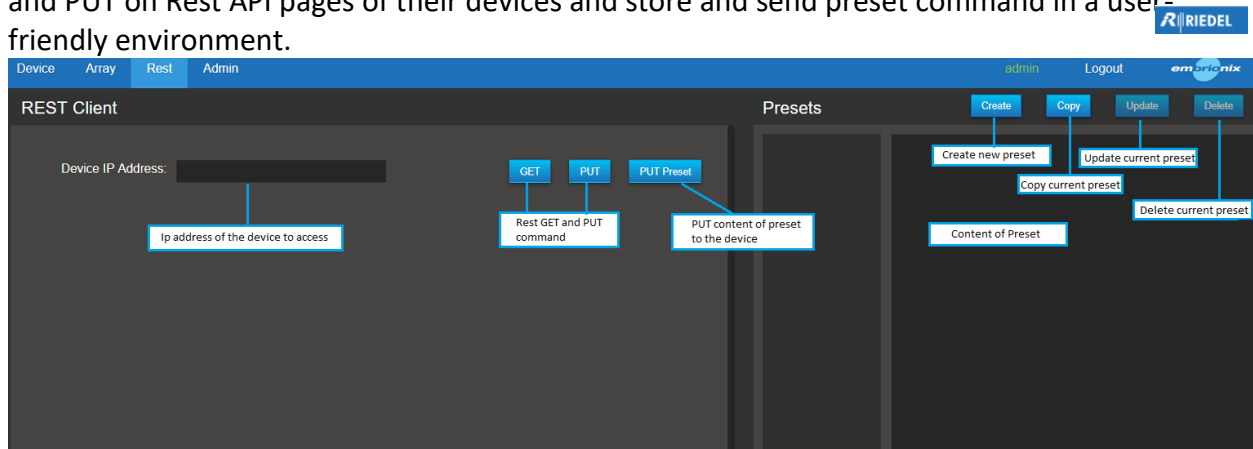 and PUT on Rest API pages of their devices and store and send preset command in a user-
friendly environment.
RIEDEL
Device Array Rest Admin admin Logout embrionix
REST Client Presets Create Copy Update Delete
Create new preset
Update current preset
Device IP Address: GET PUT PUT Preset
Copy current preset
Delete current preset
Rest GET and PUT
command
PUT content of preset
to the device
Ip address of the device to access
Content of Preset